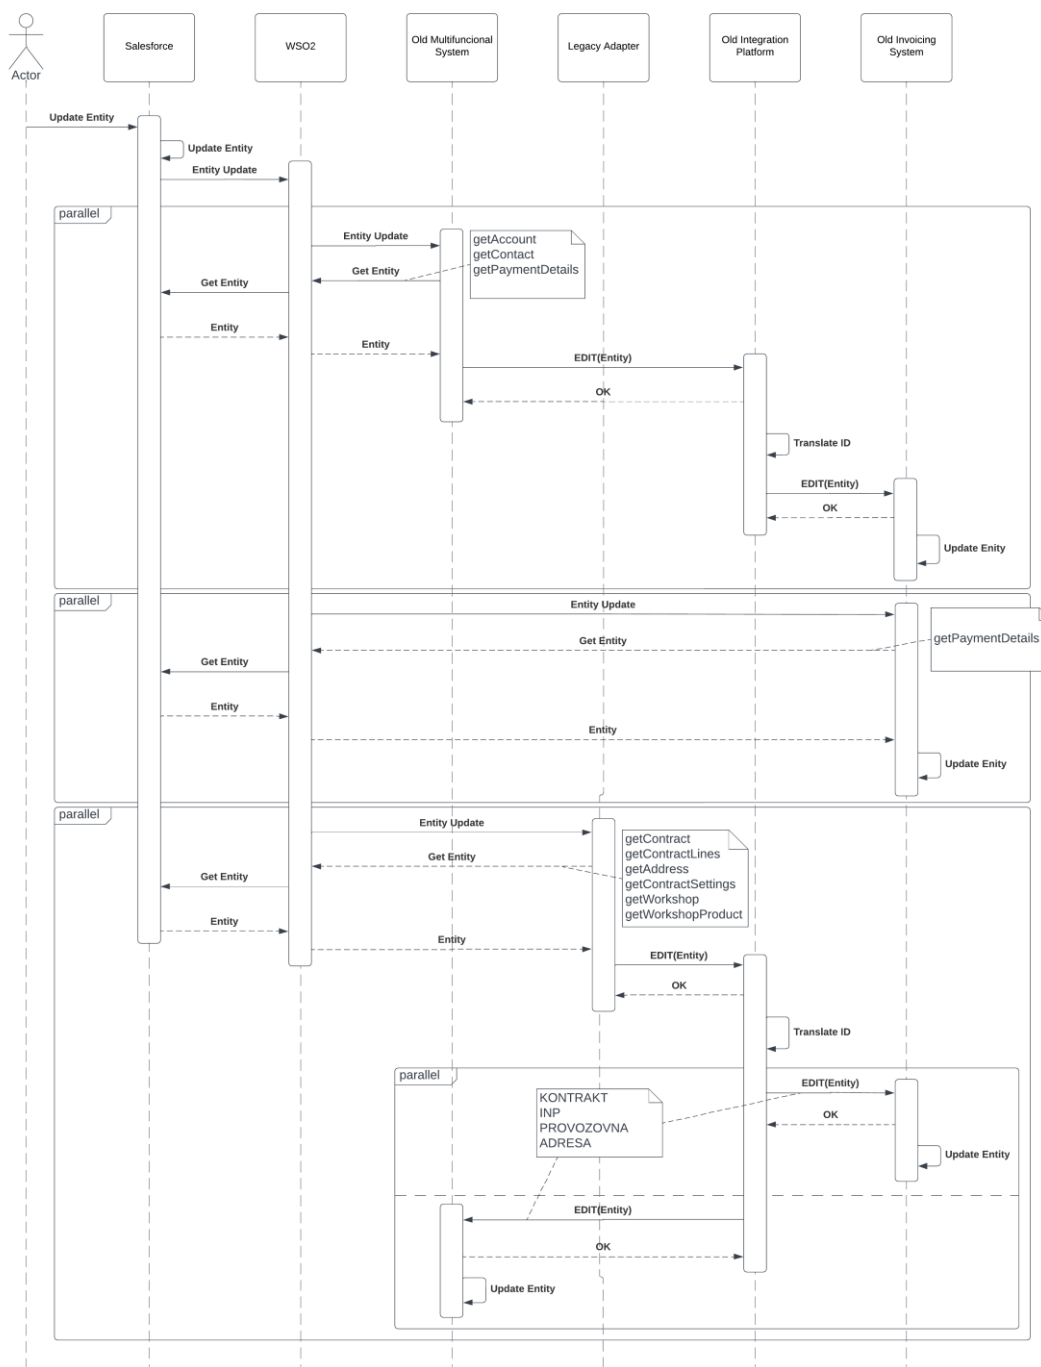 Actor
Salesforce
WSO2
Old Multifuncional
System
Legacy Adapter
Old Integration
Platform
Old Invoicing
System
Update Entity
Update Entity
Entity Update
parallel
Entity Update
getAccount
getContact
getPaymentDetails
Get Entity
Get Entity
Entity
Entity
EDIT(Entity)
OK
Translate ID
EDIT(Entity)
OK
Update Enity
parallel
Entity Update
getPaymentDetails
Get Entity
Get Entity
Entity
Entity
Update Enity
parallel
Entity Update
getContract
getContractLines
getAddress
getContractSettings
getWorkshop
getWorkshopProduct
Get Entity
Get Entity
Entity
Entity
EDIT(Entity)
OK
Translate ID
parallel
EDIT(Entity)
KONTRAKT
INP
PROVOZOVNA
ADRESA
OK
Update Entity
EDIT(Entity)
OK
Update Entity